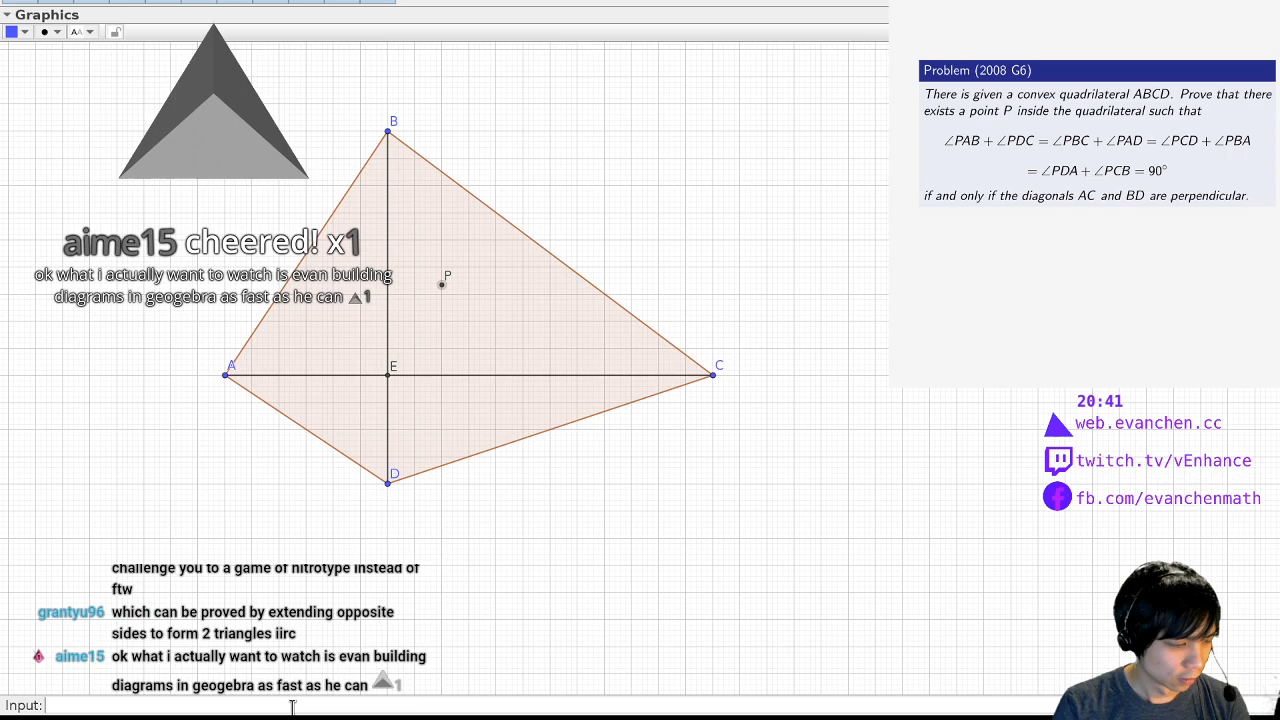 Graphics
AA
Problem (2008 G6)
There is given a convex quadrilateral ABCD. Prove that there
exists a point P inside the quadrilateral such that
∠PAB + ∠PDC = ∠PBC + ∠PAD = ∠PCD + ∠PBA
= ∠PDA + ∠PCB = 90°
if and only if the diagonals AC and BD are perpendicular.
B
aime15 cheered! x1
ok what i actually want to watch is evan building
diagrams in geogebra as fast as he can 1
P
A
E
C
D
20:41
web.evanchen.cc
twitch.tv/vEnhance
fb.com/evanchenmath
challenge you to a game of nitrotype instead of
ftw
grantyu96 which can be proved by extending opposite
sides to form 2 triangles iirc
aime15 ok what i actually want to watch is evan building
diagrams in geogebra as fast as he can 1
Input: